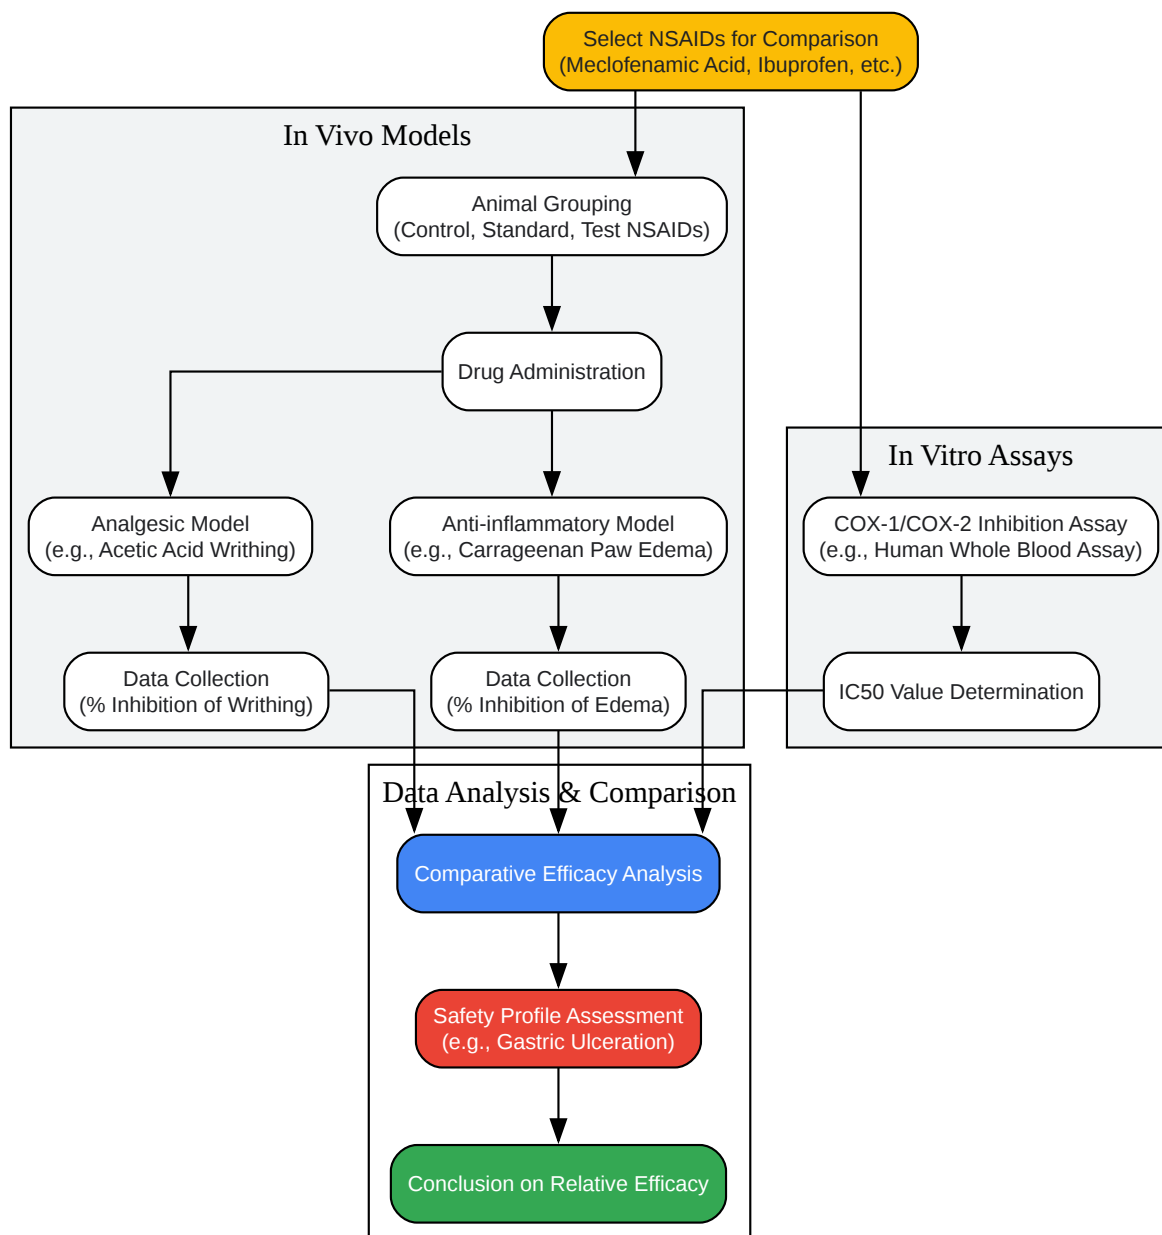 Select NSAIDs for Comparison
(Meclofenamic Acid, Ibuprofen, etc.)
In Vivo Models
Animal Grouping
(Control, Standard, Test NSAIDs)
Drug Administration
In Vitro Assays
Analgesic Model
(e.g., Acetic Acid Writhing)
Anti-inflammatory Model
(e.g., Carrageenan Paw Edema)
COX-1/COX-2 Inhibition Assay
(e.g., Human Whole Blood Assay)
Data Collection
(% Inhibition of Writhing)
Data Collection
(% Inhibition of Edema)
IC50 Value Determination
Data Analysis & Comparison
Comparative Efficacy Analysis
Safety Profile Assessment
(e.g., Gastric Ulceration)
Conclusion on Relative Efficacy